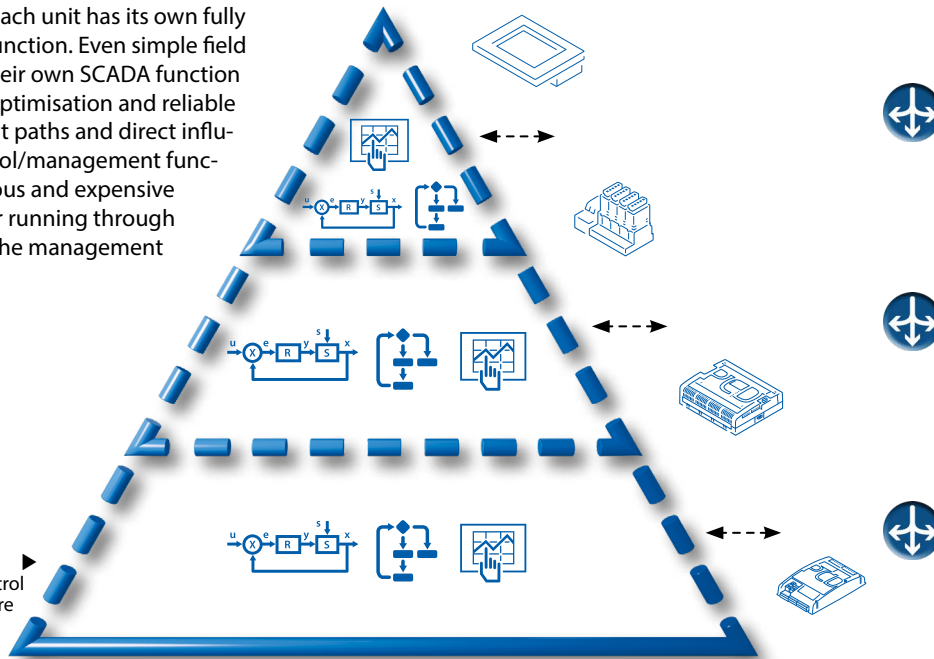 ach unit has its own fully
unction. Even simple field
eir own SCADA function
ptimisation and reliable
t paths and direct influ-
ol/management func-
ous and expensive
r running through
he management
u X e R y S s x
u X e R y S s x
u X e R y S s x
trol
re